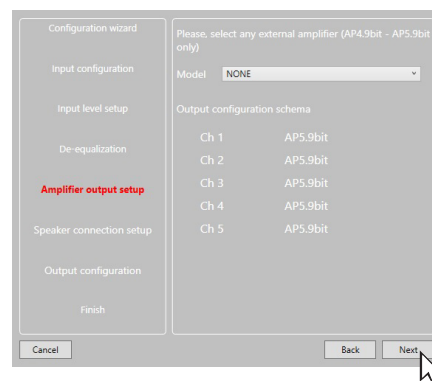 Configuration wizard
Input configuration
Input level setup
De-equalization
Amplifier output setup
Speaker connection setup
Output configuration
Finish
Please, select any external amplifier (AP4.9bit - AP5.9bit
only)
Model NONE
Output configuration schema
Ch 1 AP5.9bit
Ch 2 AP5.9bit
Ch 3 AP5.9bit
Ch 4 AP5.9bit
Ch 5 AP5.9bit
Cancel Back Next